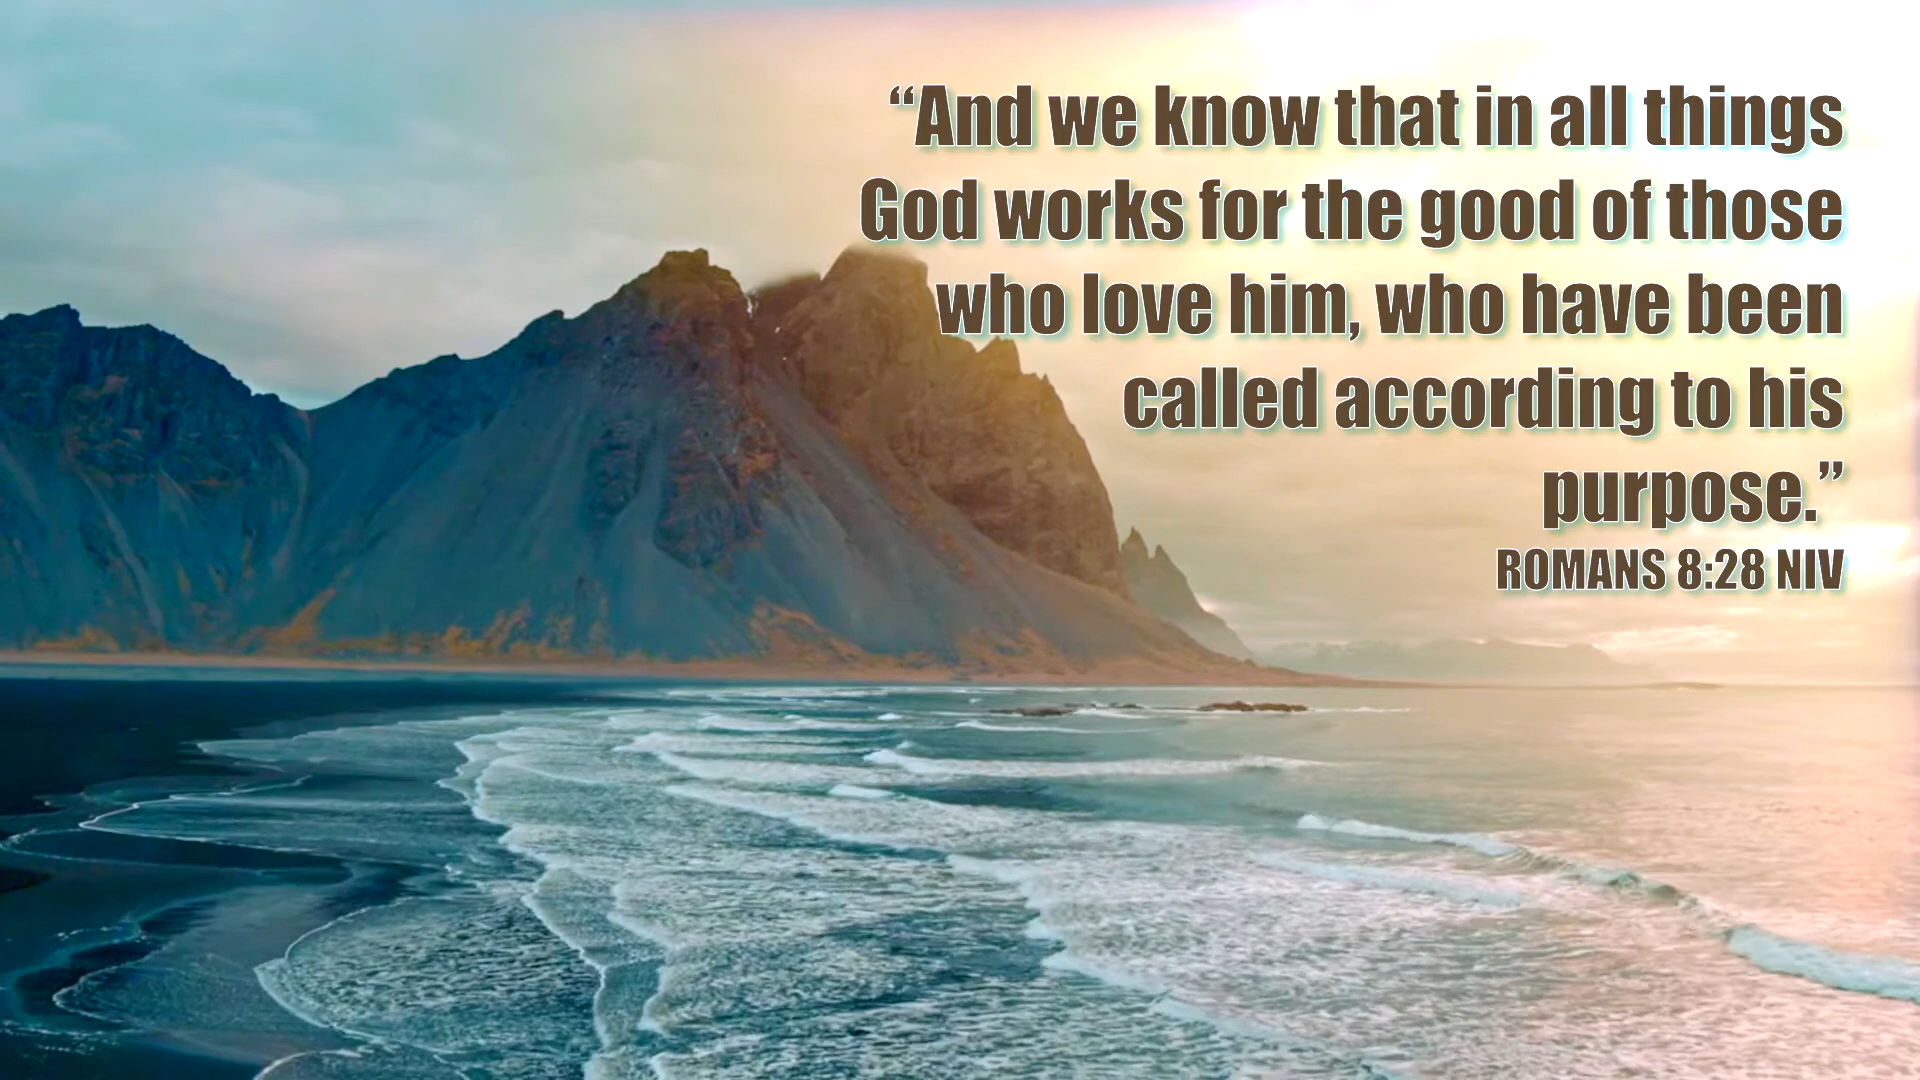 “And we know that in all things
God works for the good of those
who love him, who have been
called according to his
purpose.”
ROMANS 8:28 NIV